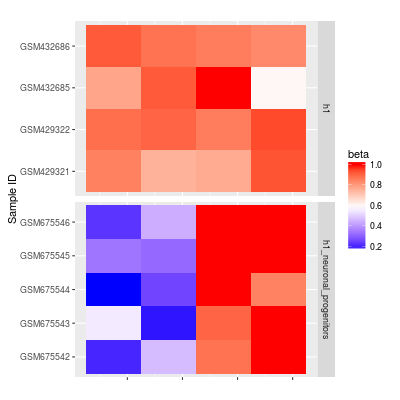 GSM432686
GSM432685
GSM429322
GSM429321
h1
GSM675546
GSM675545
GSM675544
GSM675543
GSM675542
h1_neuronal_progenitors
Sample ID
beta
1.0
0.8
0.6
0.4
0.2